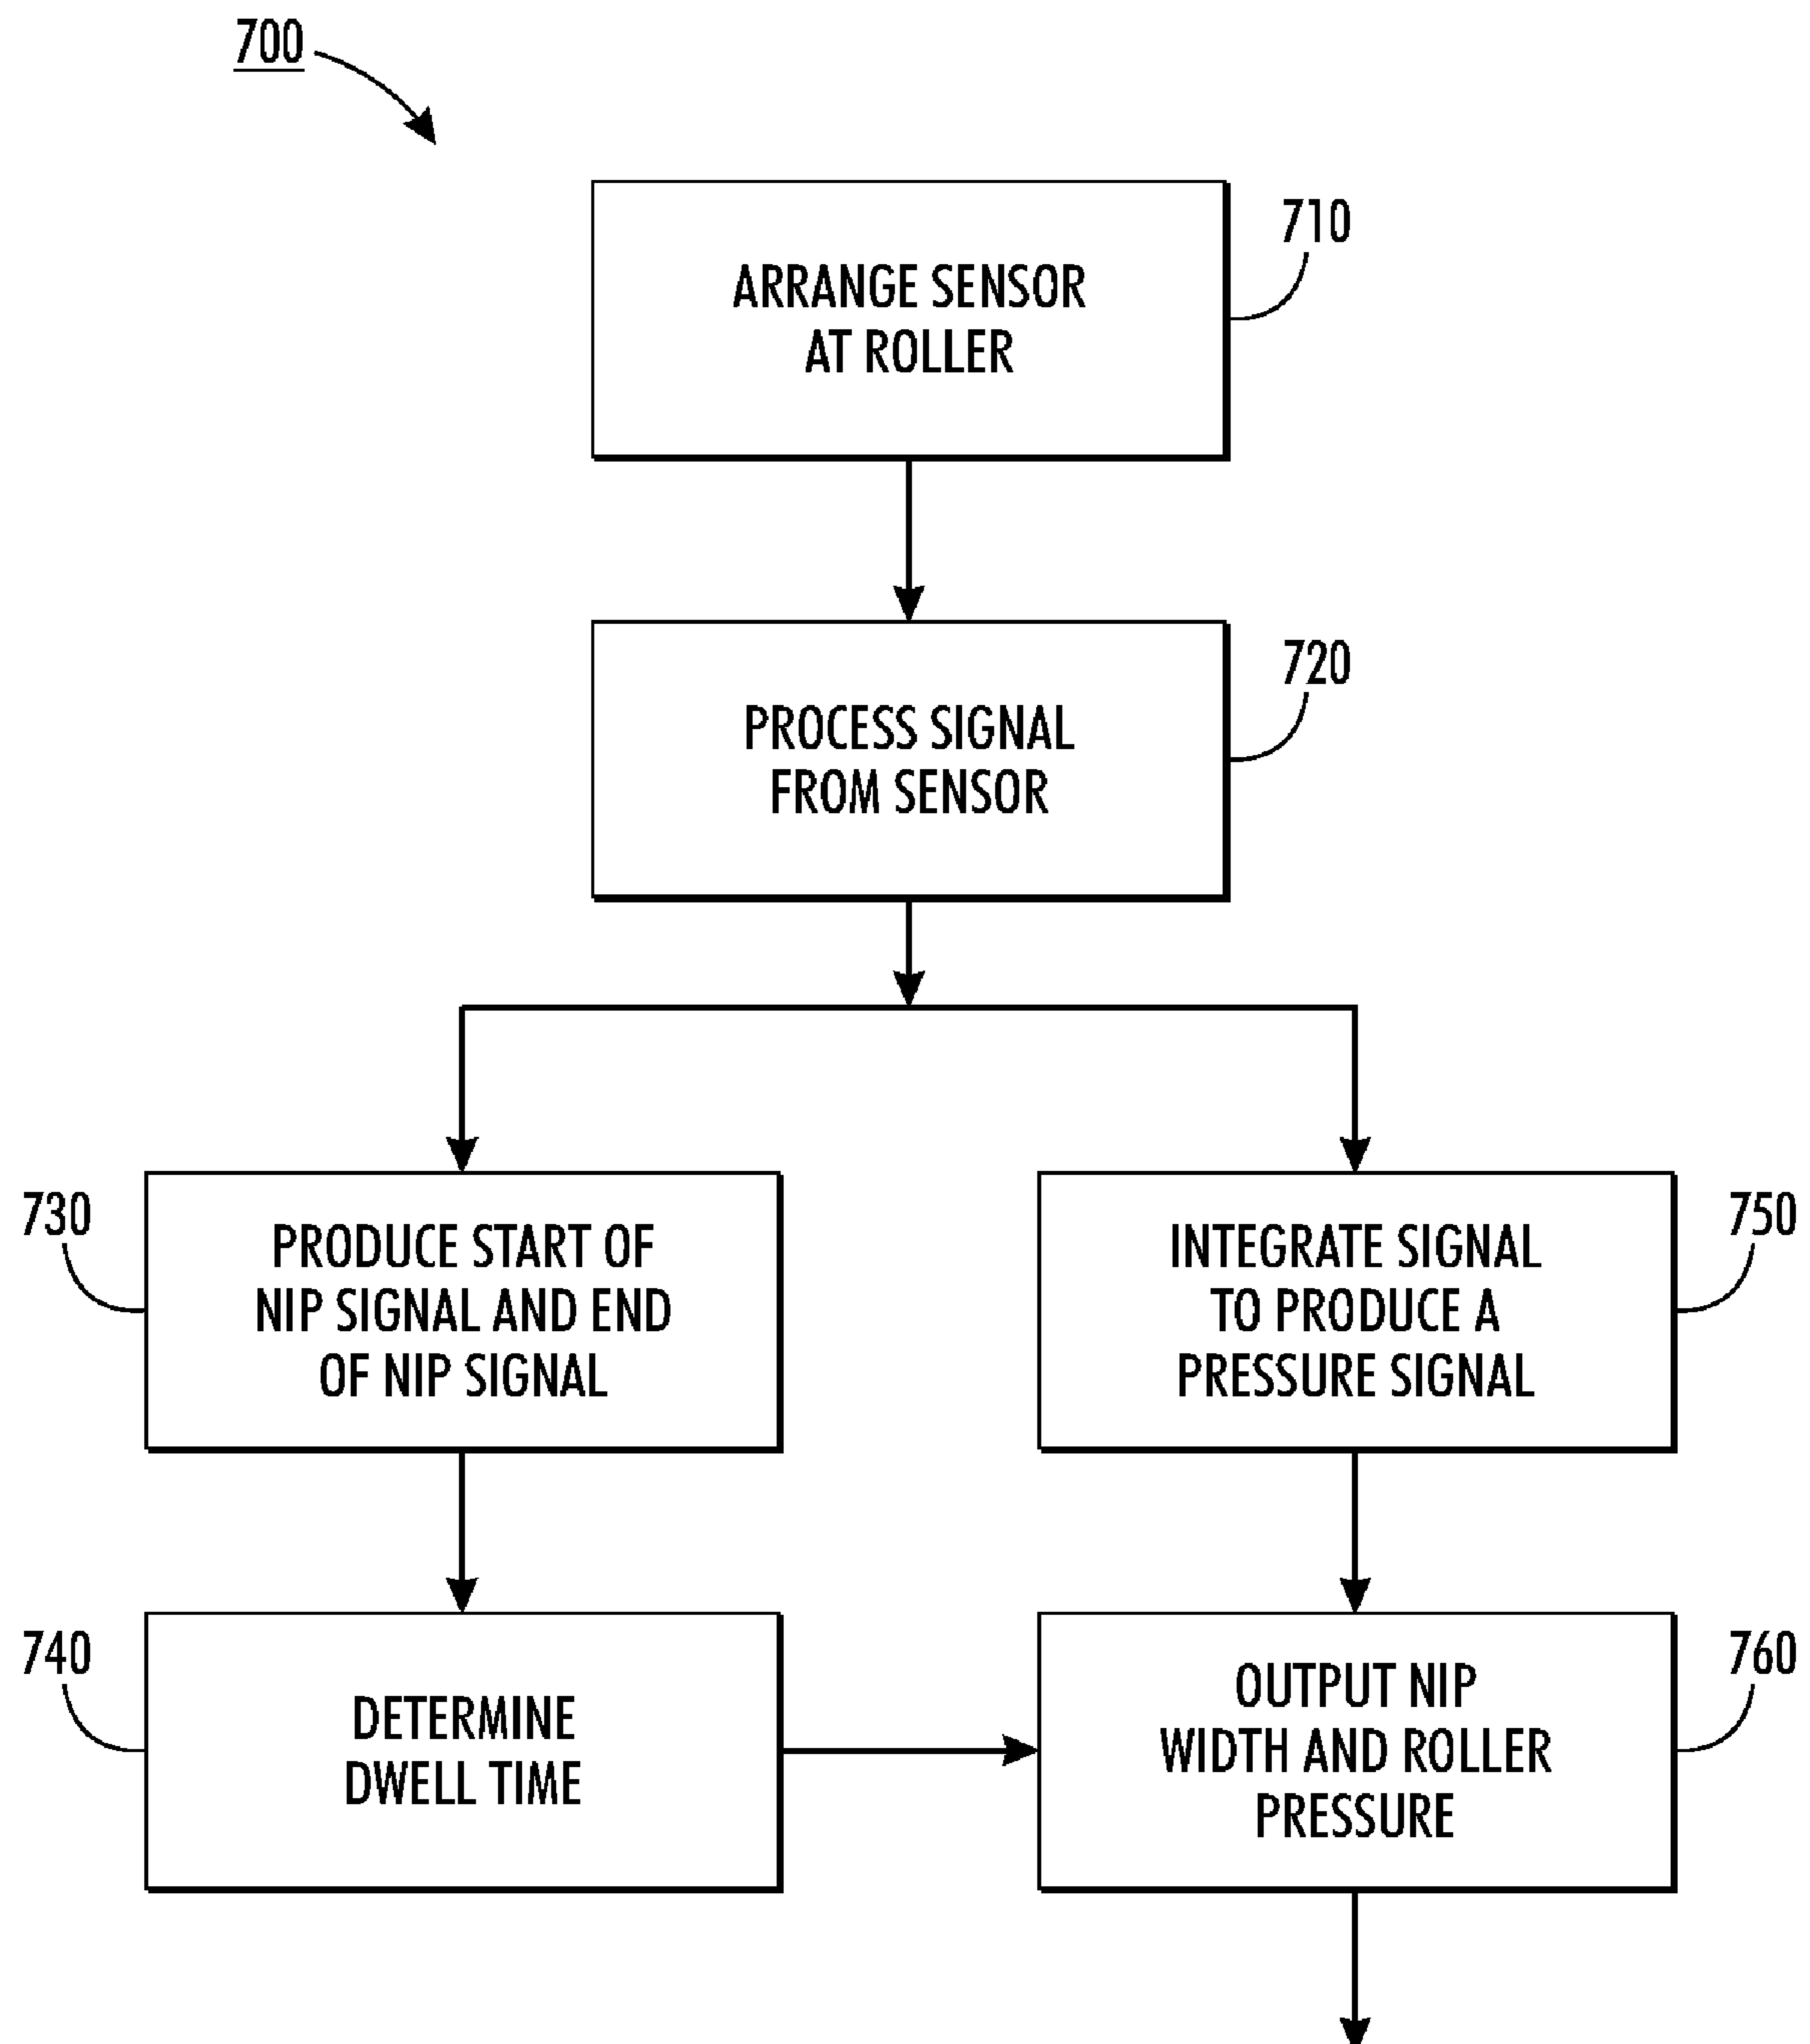 700
ARRANGE SENSOR
AT ROLLER
710
PROCESS SIGNAL
FROM SENSOR
720
730
PRODUCE START OF
NIP SIGNAL AND END
OF NIP SIGNAL
INTEGRATE SIGNAL
TO PRODUCE A
PRESSURE SIGNAL
750
740
DETERMINE
DWELL TIME
OUTPUT NIP
WIDTH AND ROLLER
PRESSURE
760